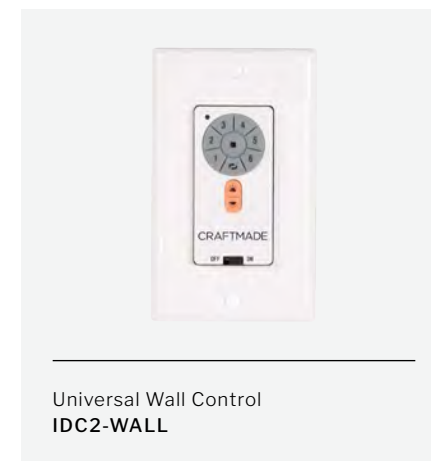 3 4
2 5
1 6
CRAFTMADE
OFF ON
Universal Wall Control
IDC2-WALL